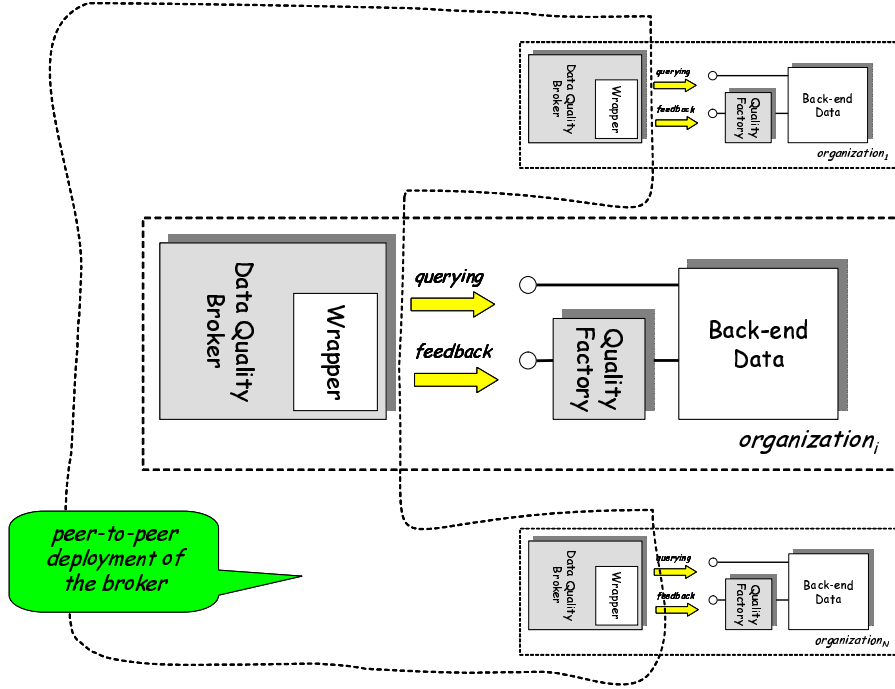 Data Quality
Broker
Wrapper
querying
feedback
Quality
Factory
Back-end
Data
organization₁
Data Quality
Broker
Wrapper
querying
feedback
Quality
Factory
Back-end
Data
organizationᵢ
peer-to-peer
deployment of
the broker
Data Quality
Broker
Wrapper
querying
feedback
Quality
Factory
Back-end
Data
organization_N